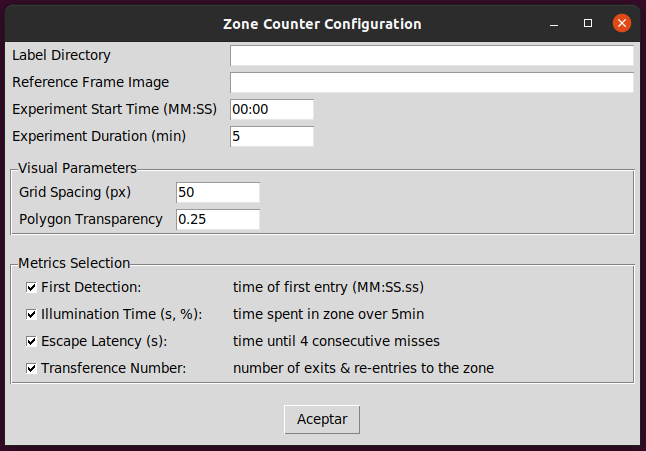 Zone Counter Configuration
Label Directory
Reference Frame Image
Experiment Start Time (MM:SS) 00:00
Experiment Duration (min) 5
Visual Parameters
Grid Spacing (px) 50
Polygon Transparency 0.25
Metrics Selection
First Detection: time of first entry (MM:SS.ss)
Illumination Time (s, %): time spent in zone over 5min
Escape Latency (s): time until 4 consecutive misses
Transference Number: number of exits & re-entries to the zone
Aceptar